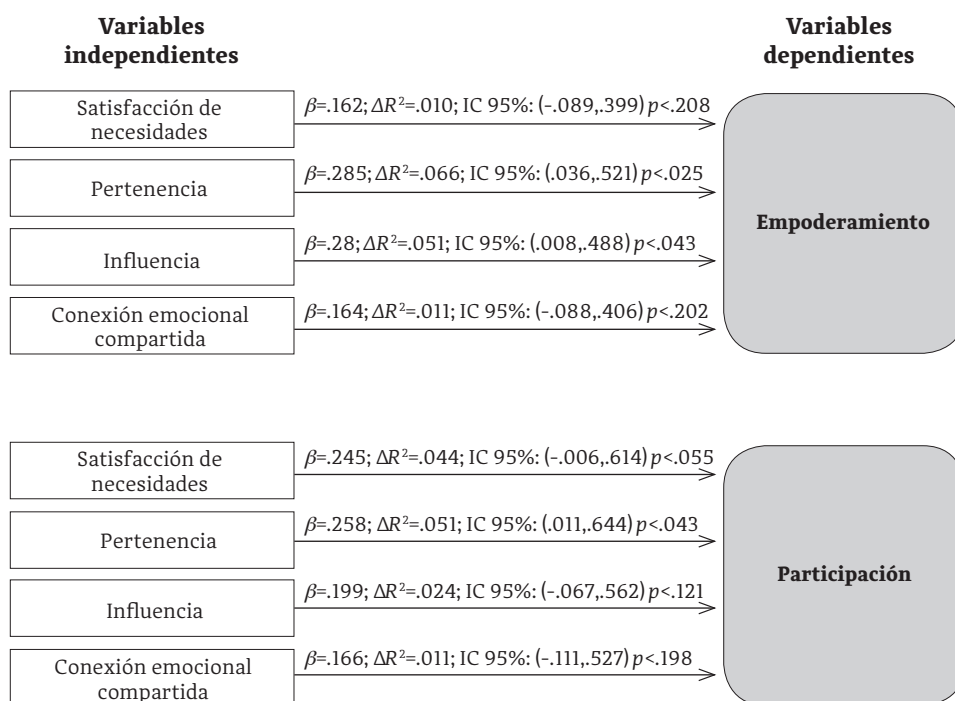 Variables
independientes
Variables
dependientes
Satisfacción de
necesidades
β=.162; ΔR²=.010; IC 95%: (-.089,.399) p<.208
Pertenencia
β=.285; ΔR²=.066; IC 95%: (.036,.521) p<.025
Influencia
β=.28; ΔR²=.051; IC 95%: (.008,.488) p<.043
Conexión emocional
compartida
β=.164; ΔR²=.011; IC 95%: (-.088,.406) p<.202
Empoderamiento
Satisfacción de
necesidades
β=.245; ΔR²=.044; IC 95%: (-.006,.614) p<.055
Pertenencia
β=.258; ΔR²=.051; IC 95%: (.011,.644) p<.043
Influencia
β=.199; ΔR²=.024; IC 95%: (-.067,.562) p<.121
Conexión emocional
compartida
β=.166; ΔR²=.011; IC 95%: (-.111,.527) p<.198
Participación